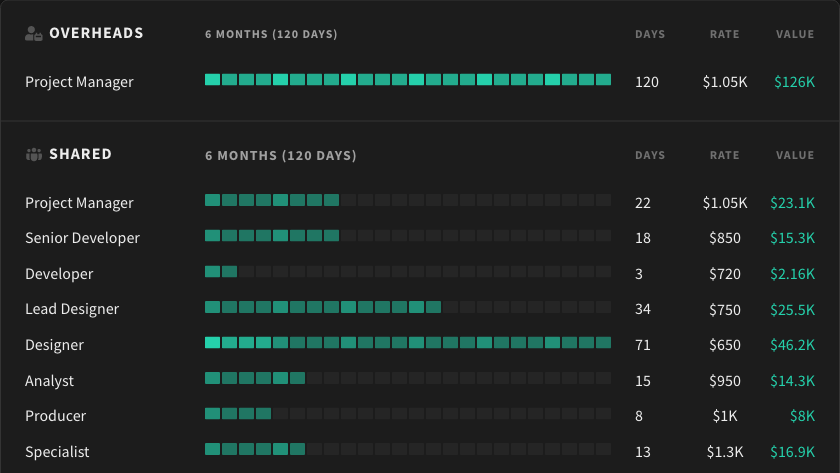 OVERHEADS 6 MONTHS (120 DAYS) DAYS RATE VALUE
Project Manager 120 $1.05K $126K
SHARED 6 MONTHS (120 DAYS) DAYS RATE VALUE
Project Manager 22 $1.05K $23.1K
Senior Developer 18 $850 $15.3K
Developer 3 $720 $2.16K
Lead Designer 34 $750 $25.5K
Designer 71 $650 $46.2K
Analyst 15 $950 $14.3K
Producer 8 $1K $8K
Specialist 13 $1.3K $16.9K